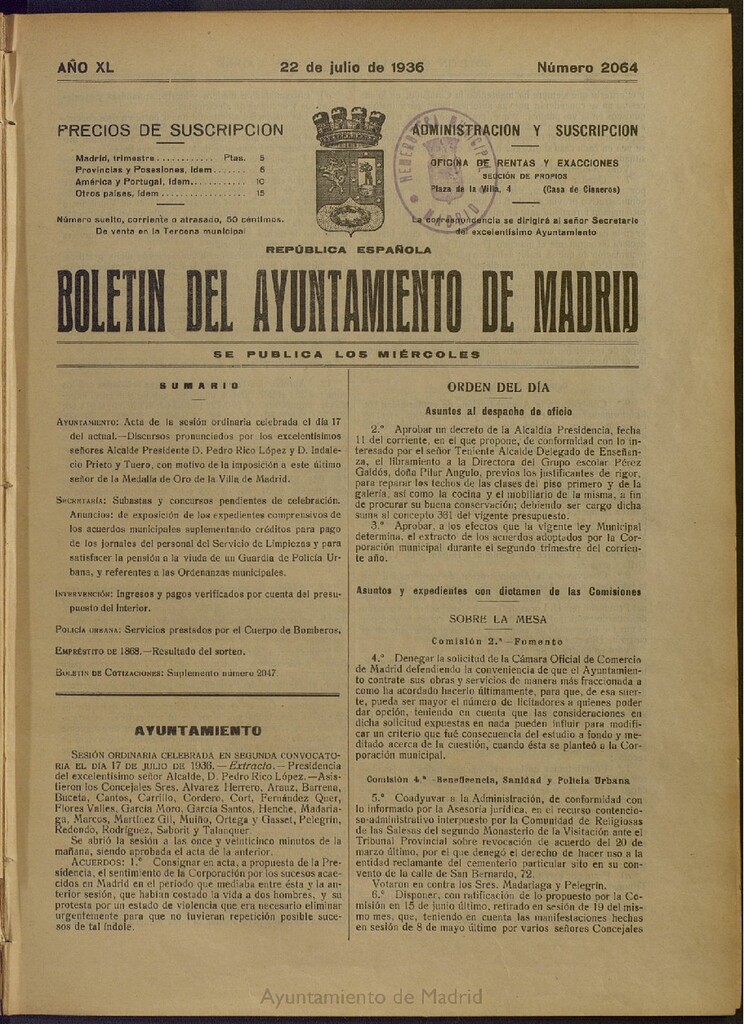 AÑO XL
22 de julio de 1936
Número 2064
PRECIOS DE SUSCRIPCION
Madrid, trimestre ........... Ptas. 5
Provincias y Posesiones, ídem ........ 6
América y Portugal, ídem ........... 10
Otros países, ídem ................. 15
Número suelto, corriente o atrasado, 50 céntimos.
De venta en la Tercena municipal
ADMINISTRACION Y SUSCRIPCION
OFICINA DE RENTAS Y EXACCIONES
SECCIÓN DE PROPIOS
Plaza de la Villa, 4 (Casa de Cisneros)
La correspondencia se dirigirá al señor Secretario
del excelentísimo Ayuntamiento
HEMEROTECA MUNICIPAL
MADRID
REPÚBLICA ESPAÑOLA
BOLETIN DEL AYUNTAMIENTO DE MADRID
SE PUBLICA LOS MIÉRCOLES
SUMARIO
AYUNTAMIENTO: Acta de la sesión ordinaria celebrada el día 17
del actual.—Discursos pronunciados por los excelentísimos
señores Alcalde Presidente D. Pedro Rico López y D. Indale-
cio Prieto y Tuero, con motivo de la imposición a este último
señor de la Medalla de Oro de la Villa de Madrid.
SECRETARÍA: Subastas y concursos pendientes de celebración.
Anuncios: de exposición de los expedientes comprensivos de
los acuerdos municipales suplementando créditos para pago
de los jornales del personal del Servicio de Limpiezas y para
satisfacer la pensión a la viuda de un Guardia de Policía Ur-
bana, y referentes a las Ordenanzas municipales.
INTERVENCIÓN: Ingresos y pagos verificados por cuenta del presu-
puesto del Interior.
POLICÍA URBANA: Servicios prestados por el Cuerpo de Bomberos.
EMPRÉSTITO DE 1868.—Resultado del sorteo.
BOLETIN DE COTIZACIONES: Suplemento número 2047.
AYUNTAMIENTO
SESIÓN ORDINARIA CELEBRADA EN SEGUNDA CONVOCATO-
RIA EL DÍA 17 DE JULIO DE 1936.—Extracto.—Presidencia
del excelentísimo señor Alcalde, D. Pedro Rico López.—Asis-
tieron los Concejales Sres. Alvarez Herrero, Arauz, Barrena,
Buceta, Cantos, Carrillo, Cordero, Cort, Fernández Quer,
Flores Valles, García Moro, García Santos, Henche, Madaria-
ga, Marcos, Martínez Gil, Muiño, Ortega y Gasset, Pelegrín,
Redondo, Rodríguez, Saborit y Talanquer.
Se abrió la sesión a las once y veinticinco minutos de la
mañana, siendo aprobada el acta de la anterior.
ACUERDOS: 1.º Consignar en acta, a propuesta de la Pre-
sidencia, el sentimiento de la Corporación por los sucesos acae-
cidos en Madrid en el período que mediaba entre ésta y la an-
terior sesión, que habían costado la vida a dos hombres, y su
protesta por un estado de violencia que era necesario eliminar
urgentemente para que no tuvieran repetición posible suce-
sos de tal índole.
ORDEN DEL DÍA
Asuntos al despacho de oficio
2.º Aprobar un decreto de la Alcaldía Presidencia, fecha
11 del corriente, en el que propone, de conformidad con lo in-
teresado por el señor Teniente Alcalde Delegado de Enseñan-
za, el libramiento a la Directora del Grupo escolar Pérez
Galdós, doña Pilar Angulo, previos los justificantes de rigor,
para reparar los techos de las clases del piso primero y de la
galería, así como la cocina y el mobiliario de la misma, a fin
de procurar su buena conservación; debiendo ser cargo dicha
suma al concepto 361 del vigente presupuesto.
3.º Aprobar, a los efectos que la vigente ley Municipal
determina, el extracto de los acuerdos adoptados por la Cor-
poración municipal durante el segundo trimestre del corrien-
te año.
Asuntos y expedientes con dictamen de las Comisiones
SOBRE LA MESA
Comisión 2.ª—Fomento
4.º Denegar la solicitud de la Cámara Oficial de Comercio
de Madrid defendiendo la conveniencia de que el Ayuntamien-
to contrate sus obras y servicios de manera más fraccionada a
como ha acordado hacerlo últimamente, para que, de esa suer-
te, pueda ser mayor el número de licitadores a quienes poder
dar opción, teniendo en cuenta que las consideraciones en
dicha solicitud expuestas en nada pueden influir para modifi-
car un criterio que fué consecuencia del estudio a fondo y me-
ditado acerca de la cuestión, cuando ésta se planteó a la Cor-
poración municipal.
Comisión 4.ª—Beneficencia, Sanidad y Policía Urbana
5.º Coadyuvar a la Administración, de conformidad con
lo informado por la Asesoría jurídica, en el recurso contencio-
so-administrativo interpuesto por la Comunidad de Religiosas
de las Salesas del segundo Monasterio de la Visitación ante el
Tribunal Provincial sobre revocación de acuerdo del 20 de
marzo último, por el que denegó el derecho de hacer uso a la
entidad reclamante del cementerio particular sito en su con-
vento de la calle de San Bernardo, 72.
Votaron en contra los Sres. Madariaga y Pelegrín.
6.º Disponer, con ratificación de lo propuesto por la Co-
misión en 15 de junio último, retirado en sesión de 19 del mis-
mo mes, que, teniendo en cuenta las manifestaciones hechas
en sesión de 8 de mayo último por varios señores Concejales
Ayuntamiento de Madrid